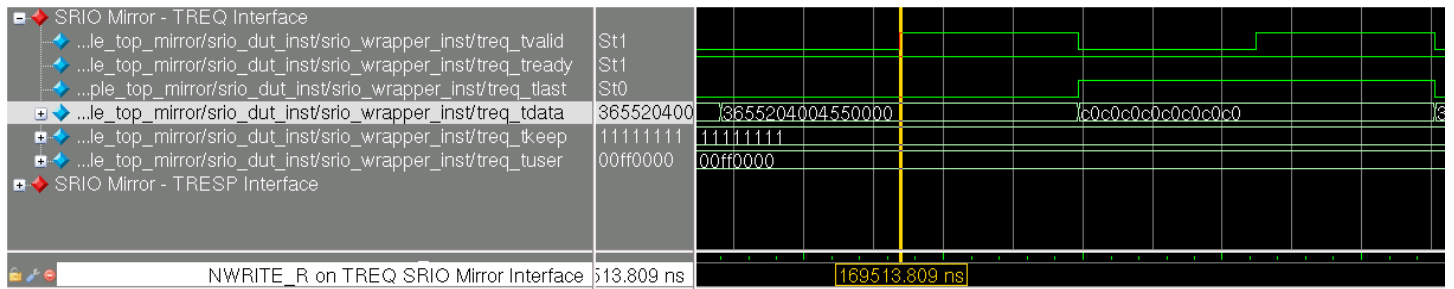 SRIO Mirror - TREQ Interface
...le_top_mirror/srio_dut_inst/srio_wrapper_inst/treq_tvalid St1
...le_top_mirror/srio_dut_inst/srio_wrapper_inst/treq_tready St1
...ple_top_mirror/srio_dut_inst/srio_wrapper_inst/treq_tlast St0
...le_top_mirror/srio_dut_inst/srio_wrapper_inst/treq_tdata 365520400 3655204004550000 c0c0c0c0c0c0c0c0 3
...le_top_mirror/srio_dut_inst/srio_wrapper_inst/treq_tkeep 11111111 11111111
...le_top_mirror/srio_dut_inst/srio_wrapper_inst/treq_tuser 00ff0000 00ff0000
SRIO Mirror - TRESP Interface
NWRITE_R on TREQ SRIO Mirror Interface 513.809 ns 169513.809 ns